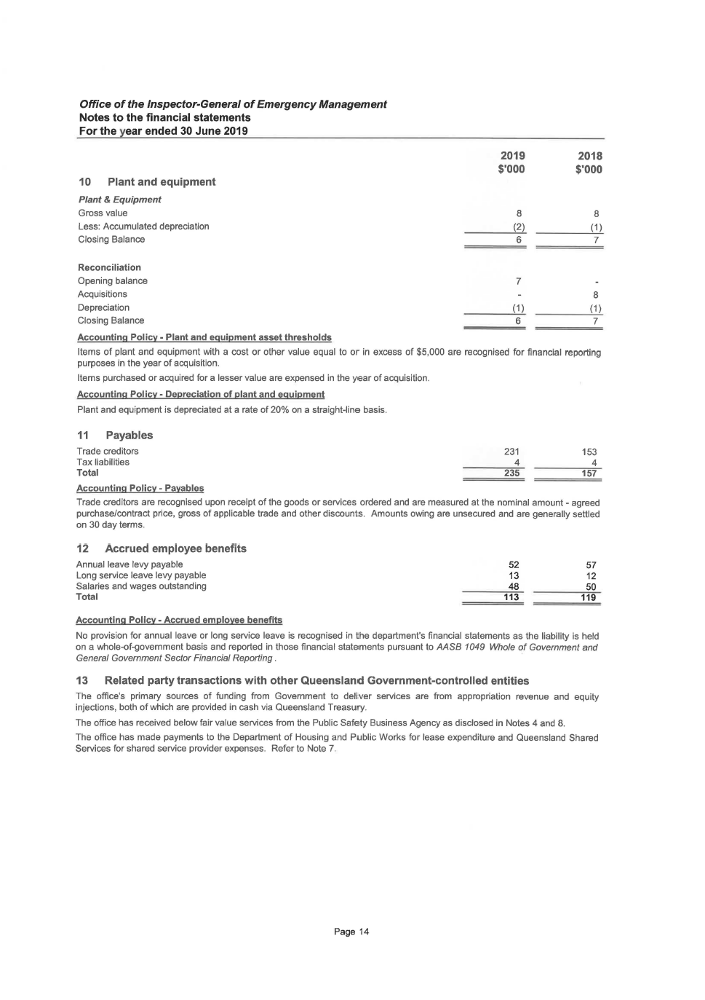 Office of the Inspector-General of Emergency Management
Notes to the financial statements
For the year ended 30 June 2019
2019 2018
$'000 $'000
10 Plant and equipment
Plant & Equipment
Gross value 8 8
Less: Accumulated depreciation (2) (1)
Closing Balance 6 7
Reconciliation
Opening balance 7 -
Acquisitions - 8
Depreciation (1) (1)
Closing Balance 6 7
Accounting Policy - Plant and equipment asset thresholds
Items of plant and equipment with a cost or other value equal to or in excess of $5,000 are recognised for financial reporting
purposes in the year of acquisition.
Items purchased or acquired for a lesser value are expensed in the year of acquisition.
Accounting Policy - Depreciation of plant and equipment
Plant and equipment is depreciated at a rate of 20% on a straight-line basis.
11 Payables
Trade creditors 231 153
Tax liabilities 4 4
Total 235 157
Accounting Policy - Payables
Trade creditors are recognised upon receipt of the goods or services ordered and are measured at the nominal amount - agreed
purchase/contract price, gross of applicable trade and other discounts. Amounts owing are unsecured and are generally settled
on 30 day terms.
12 Accrued employee benefits
Annual leave levy payable 52 57
Long service leave levy payable 13 12
Salaries and wages outstanding 48 50
Total 113 119
Accounting Policy - Accrued employee benefits
No provision for annual leave or long service leave is recognised in the department's financial statements as the liability is held
on a whole-of-government basis and reported in those financial statements pursuant to AASB 1049 Whole of Government and
General Government Sector Financial Reporting .
13 Related party transactions with other Queensland Government-controlled entities
The office's primary sources of funding from Government to deliver services are from appropriation revenue and equity
injections, both of which are provided in cash via Queensland Treasury.
The office has received below fair value services from the Public Safety Business Agency as disclosed in Notes 4 and 8.
The office has made payments to the Department of Housing and Public Works for lease expenditure and Queensland Shared
Services for shared service provider expenses. Refer to Note 7.
Page 14